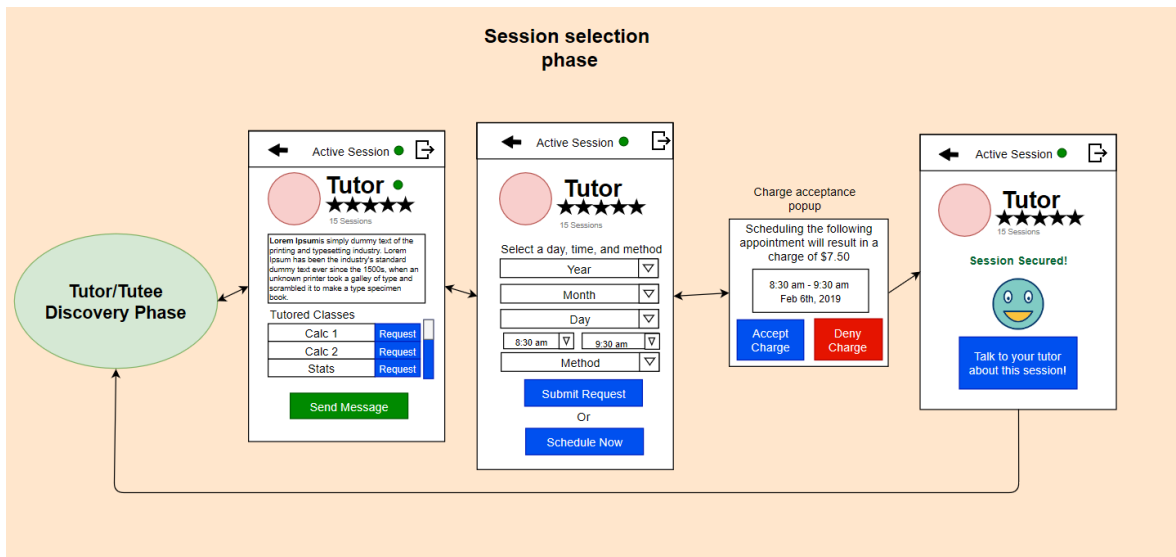 Session selection
phase
Tutor/Tutee
Discovery Phase
Active Session
Tutor
15 Sessions
Lorem Ipsumis simply dummy text of the
printing and typesetting industry. Lorem
Ipsum has been the industry's standard
dummy text ever since the 1500s, when an
unknown printer took a galley of type and
scrambled it to make a type specimen
book.
Tutored Classes
Calc 1 Request
Calc 2 Request
Stats Request
Send Message
Active Session
Tutor
15 Sessions
Select a day, time, and method
Year
Month
Day
8:30 am 9:30 am
Method
Submit Request
Or
Schedule Now
Charge acceptance
popup
Scheduling the following
appointment will result in a
charge of $7.50
8:30 am - 9:30 am
Feb 6th, 2019
Accept
Charge
Deny
Charge
Active Session
Tutor
15 Sessions
Session Secured!
Talk to your tutor
about this session!